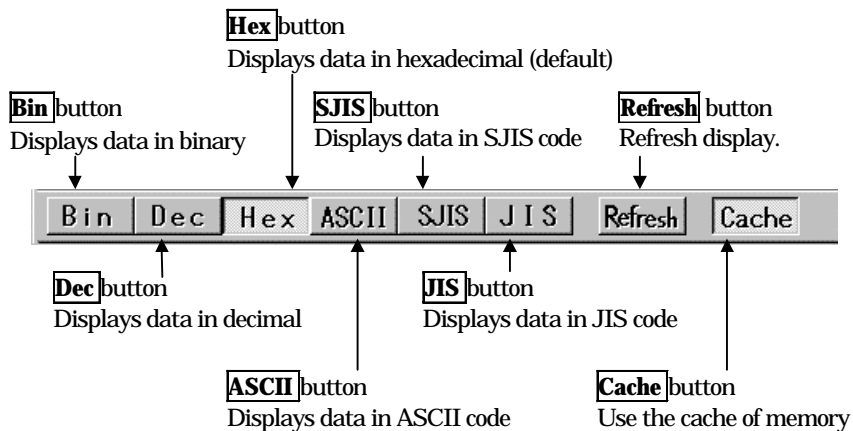 Hex button
Displays data in hexadecimal (default)
Bin button
Displays data in binary
SJIS button
Displays data in SJIS code
Refresh button
Refresh display.
Bin Dec Hex ASCII SJIS JIS Refresh Cache
Dec button
Displays data in decimal
JIS button
Displays data in JIS code
ASCII button
Displays data in ASCII code
Cache button
Use the cache of memory